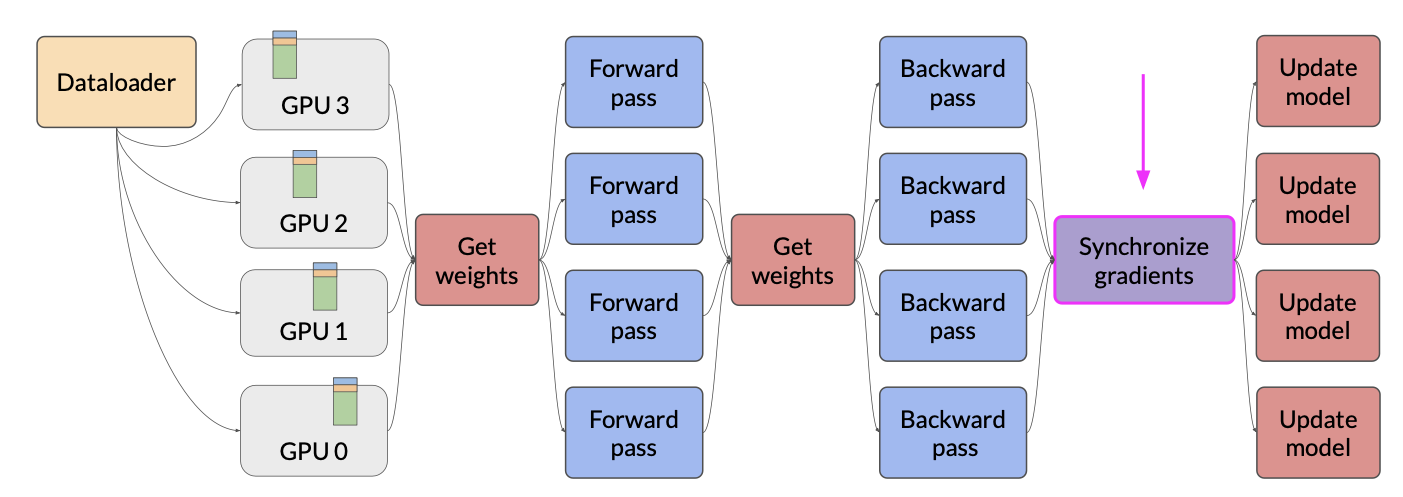 Dataloader
GPU 3
GPU 2
GPU 1
GPU 0
Get
weights
Forward
pass
Forward
pass
Forward
pass
Forward
pass
Get
weights
Backward
pass
Backward
pass
Backward
pass
Backward
pass
Synchronize
gradients
Update
model
Update
model
Update
model
Update
model